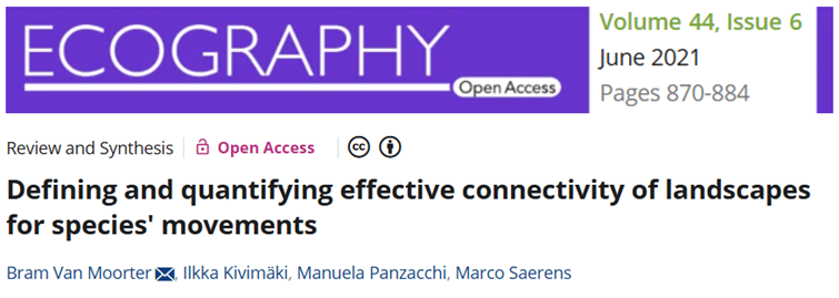 ECOGRAPHY
Open Access
Volume 44, Issue 6
June 2021
Pages 870-884
Review and Synthesis Open Access cc
Defining and quantifying effective connectivity of landscapes
for species' movements
Bram Van Moorter, Ilkka Kivimäki, Manuela Panzacchi, Marco Saerens